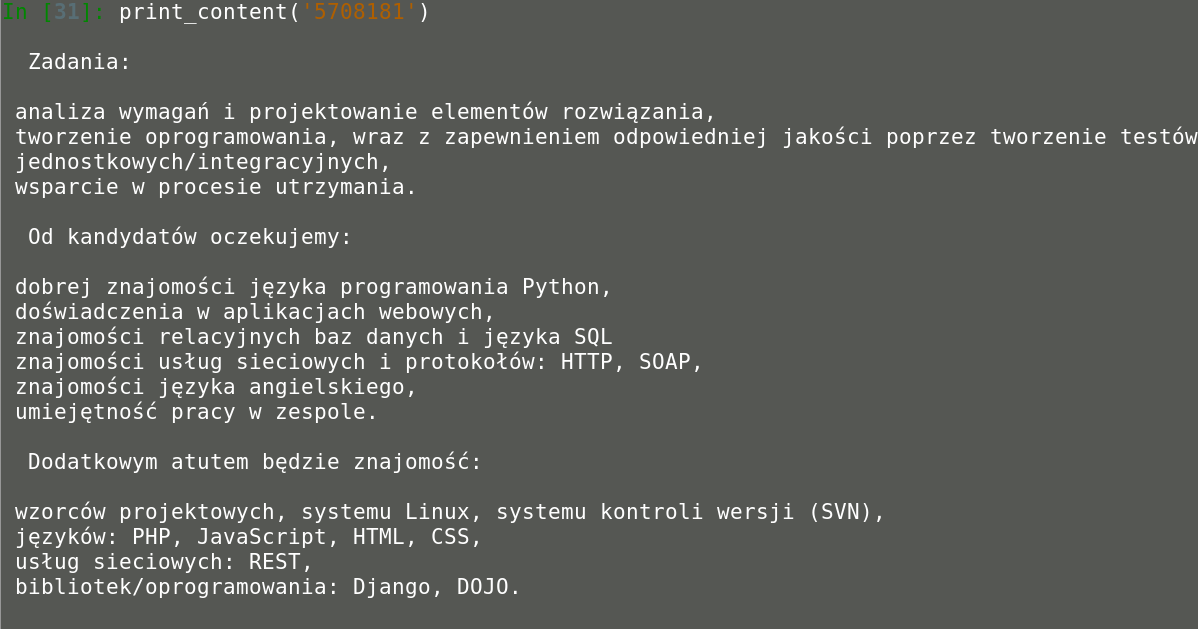 In [31]: print_content('5708181')
Zadania:
analiza wymagań i projektowanie elementów rozwiązania,
tworzenie oprogramowania, wraz z zapewnieniem odpowiedniej jakości poprzez tworzenie testów
jednostkowych/integracyjnych,
wsparcie w procesie utrzymania.
Od kandydatów oczekujemy:
dobrej znajomości języka programowania Python,
doświadczenia w aplikacjach webowych,
znajomości relacyjnych baz danych i języka SQL
znajomości usług sieciowych i protokołów: HTTP, SOAP,
znajomości języka angielskiego,
umiejętność pracy w zespole.
Dodatkowym atutem będzie znajomość:
wzorców projektowych, systemu Linux, systemu kontroli wersji (SVN),
języków: PHP, JavaScript, HTML, CSS,
usług sieciowych: REST,
bibliotek/oprogramowania: Django, DOJO.